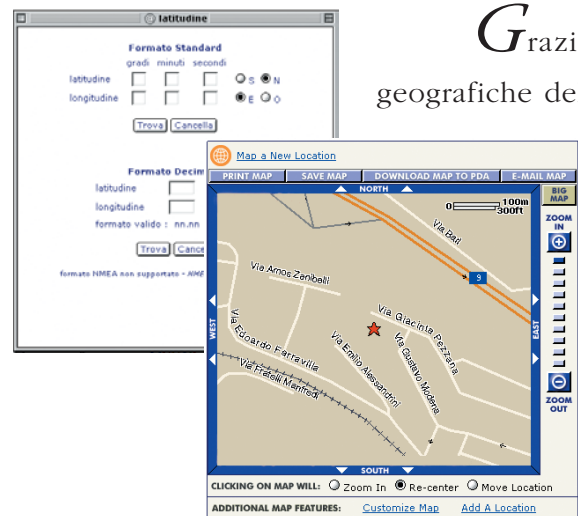 latitudine
Formato Standard
gradi minuti secondi
latitudine S N
longitudine E O
Trova Cancella
Formato Decim
latitudine
longitudine
formato valido : nn.nn
Trova Cance
formato NMEA non supportato - NME
Grazi
geografiche de
Map a New Location
PRINT MAP SAVE MAP DOWNLOAD MAP TO PDA E-MAIL MAP
NORTH
BIG MAP
0 100m
300ft
ZOOM IN
Via Bari
9
Via Amos Zanibelli
Via Giacinta Pezzana
WEST
EAST
Via Edoardo Ferravilla
Via Emilio Alessandrini
Via Gustavo Modena
Via Fratelli Manfredi
ZOOM OUT
SOUTH
CLICKING ON MAP WILL: Zoom In Re-center Move Location
ADDITIONAL MAP FEATURES: Customize Map Add A Location